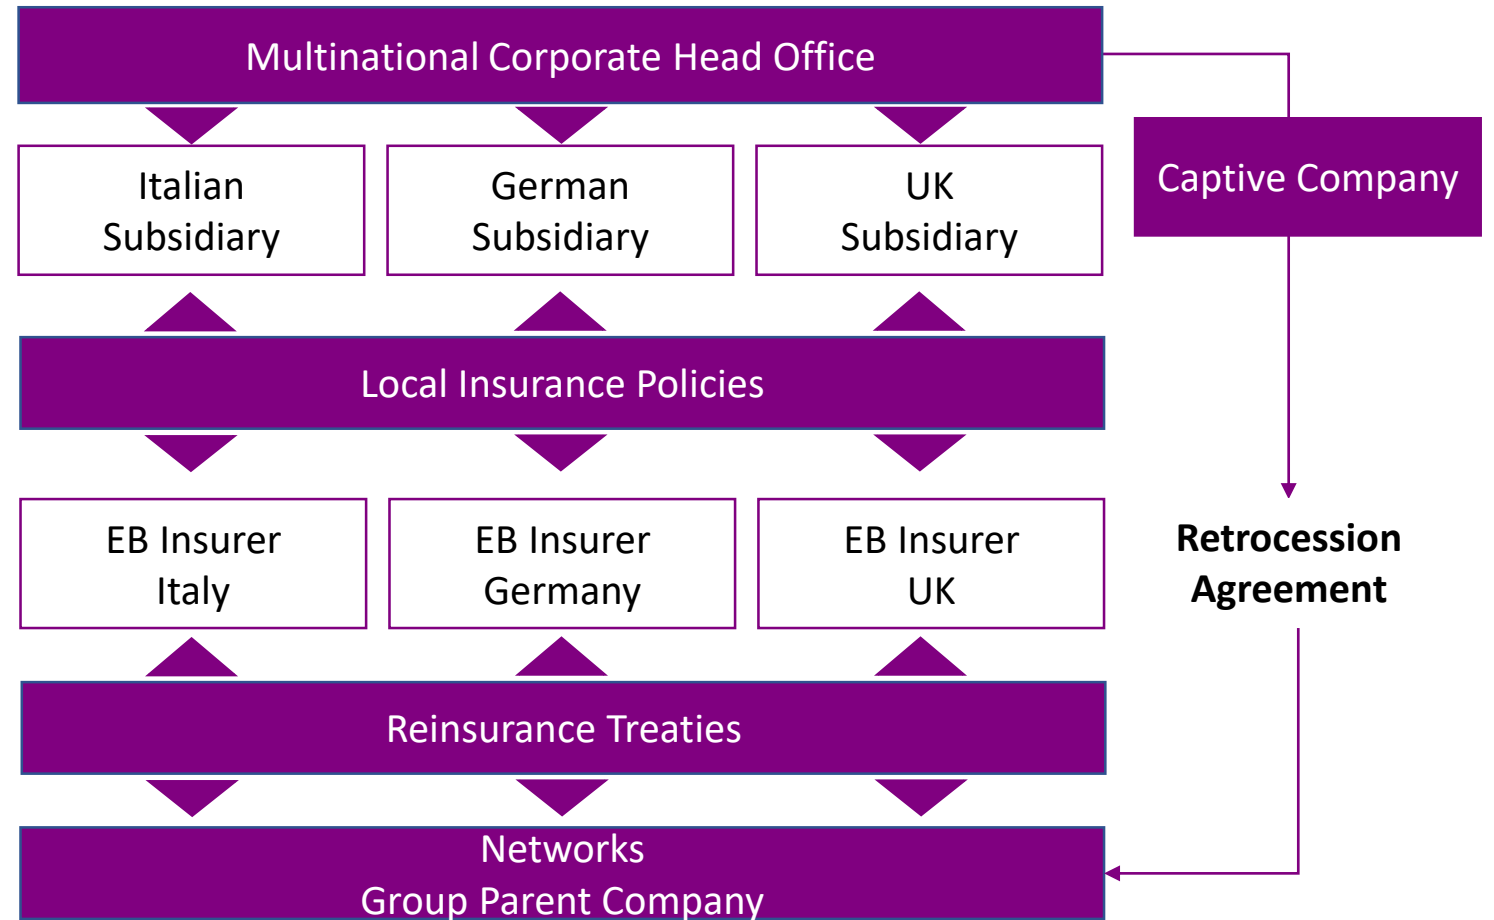 Multinational Corporate Head Office
Captive Company
Italian
Subsidiary
German
Subsidiary
UK
Subsidiary
Local Insurance Policies
EB Insurer
Italy
EB Insurer
Germany
EB Insurer
UK
Retrocession
Agreement
Reinsurance Treaties
Networks
Group Parent Company